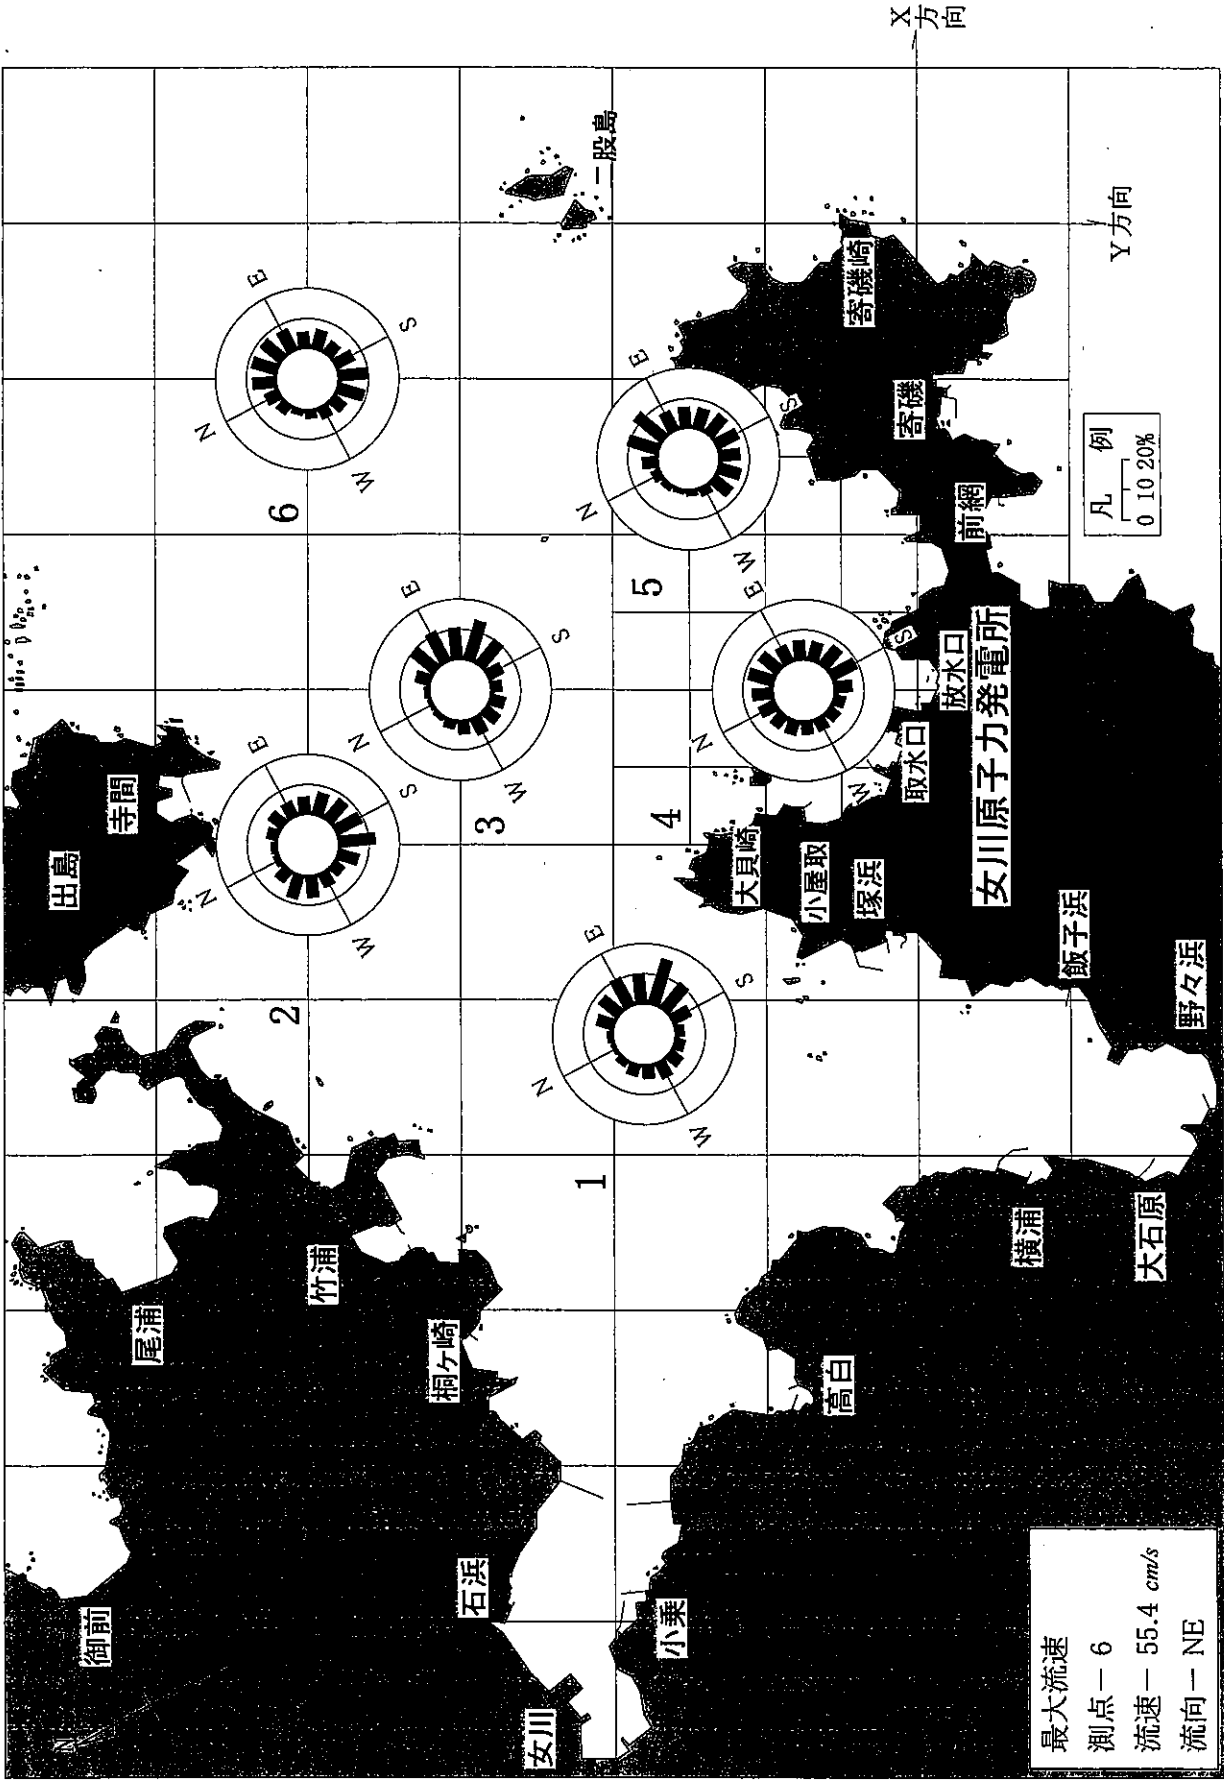 出島
寺間
御前
尾浦
竹浦
桐ケ崎
石浜
女川
小乗
高白
横浦
大石原
野々浜
飯子浜
塚浜
小屋取
大貝崎
取水口
放水口
女川原子力発電所
前網
寄磯
寄磯崎
二股島
X方向
Y方向
1
N
E
S
W
2
N
E
S
W
3
N
E
S
W
4
N
E
S
W
5
N
E
S
W
6
N
E
S
W
凡 例
0 10 20%
最大流速
測点－6
流速－55.4 cm/s
流向－NE